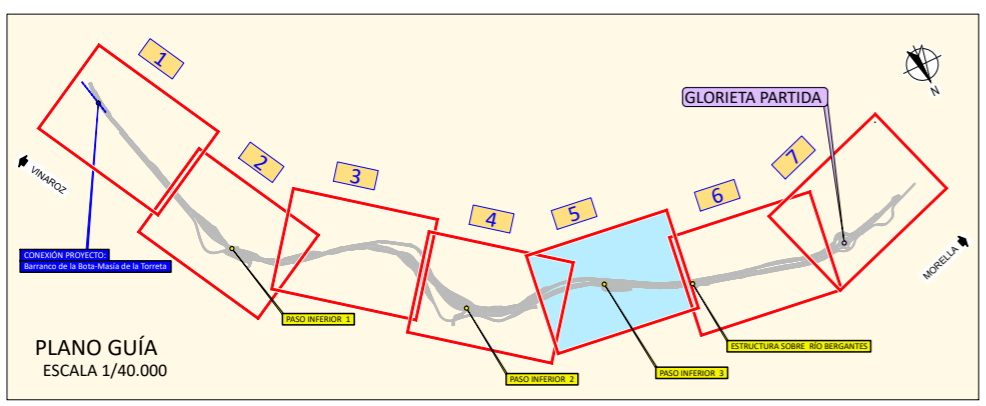 1
2
3
4
5
6
7
GLORIETA PARTIDA
N
VINAROZ
MORELLA
CONEXIÓN PROYECTO:
Barranco de la Bota-Masía de la Torreta
PASO INFERIOR 1
PASO INFERIOR 2
PASO INFERIOR 3
ESTRUCTURA SOBRE RÍO BERGANTES
PLANO GUÍA
ESCALA 1/40.000